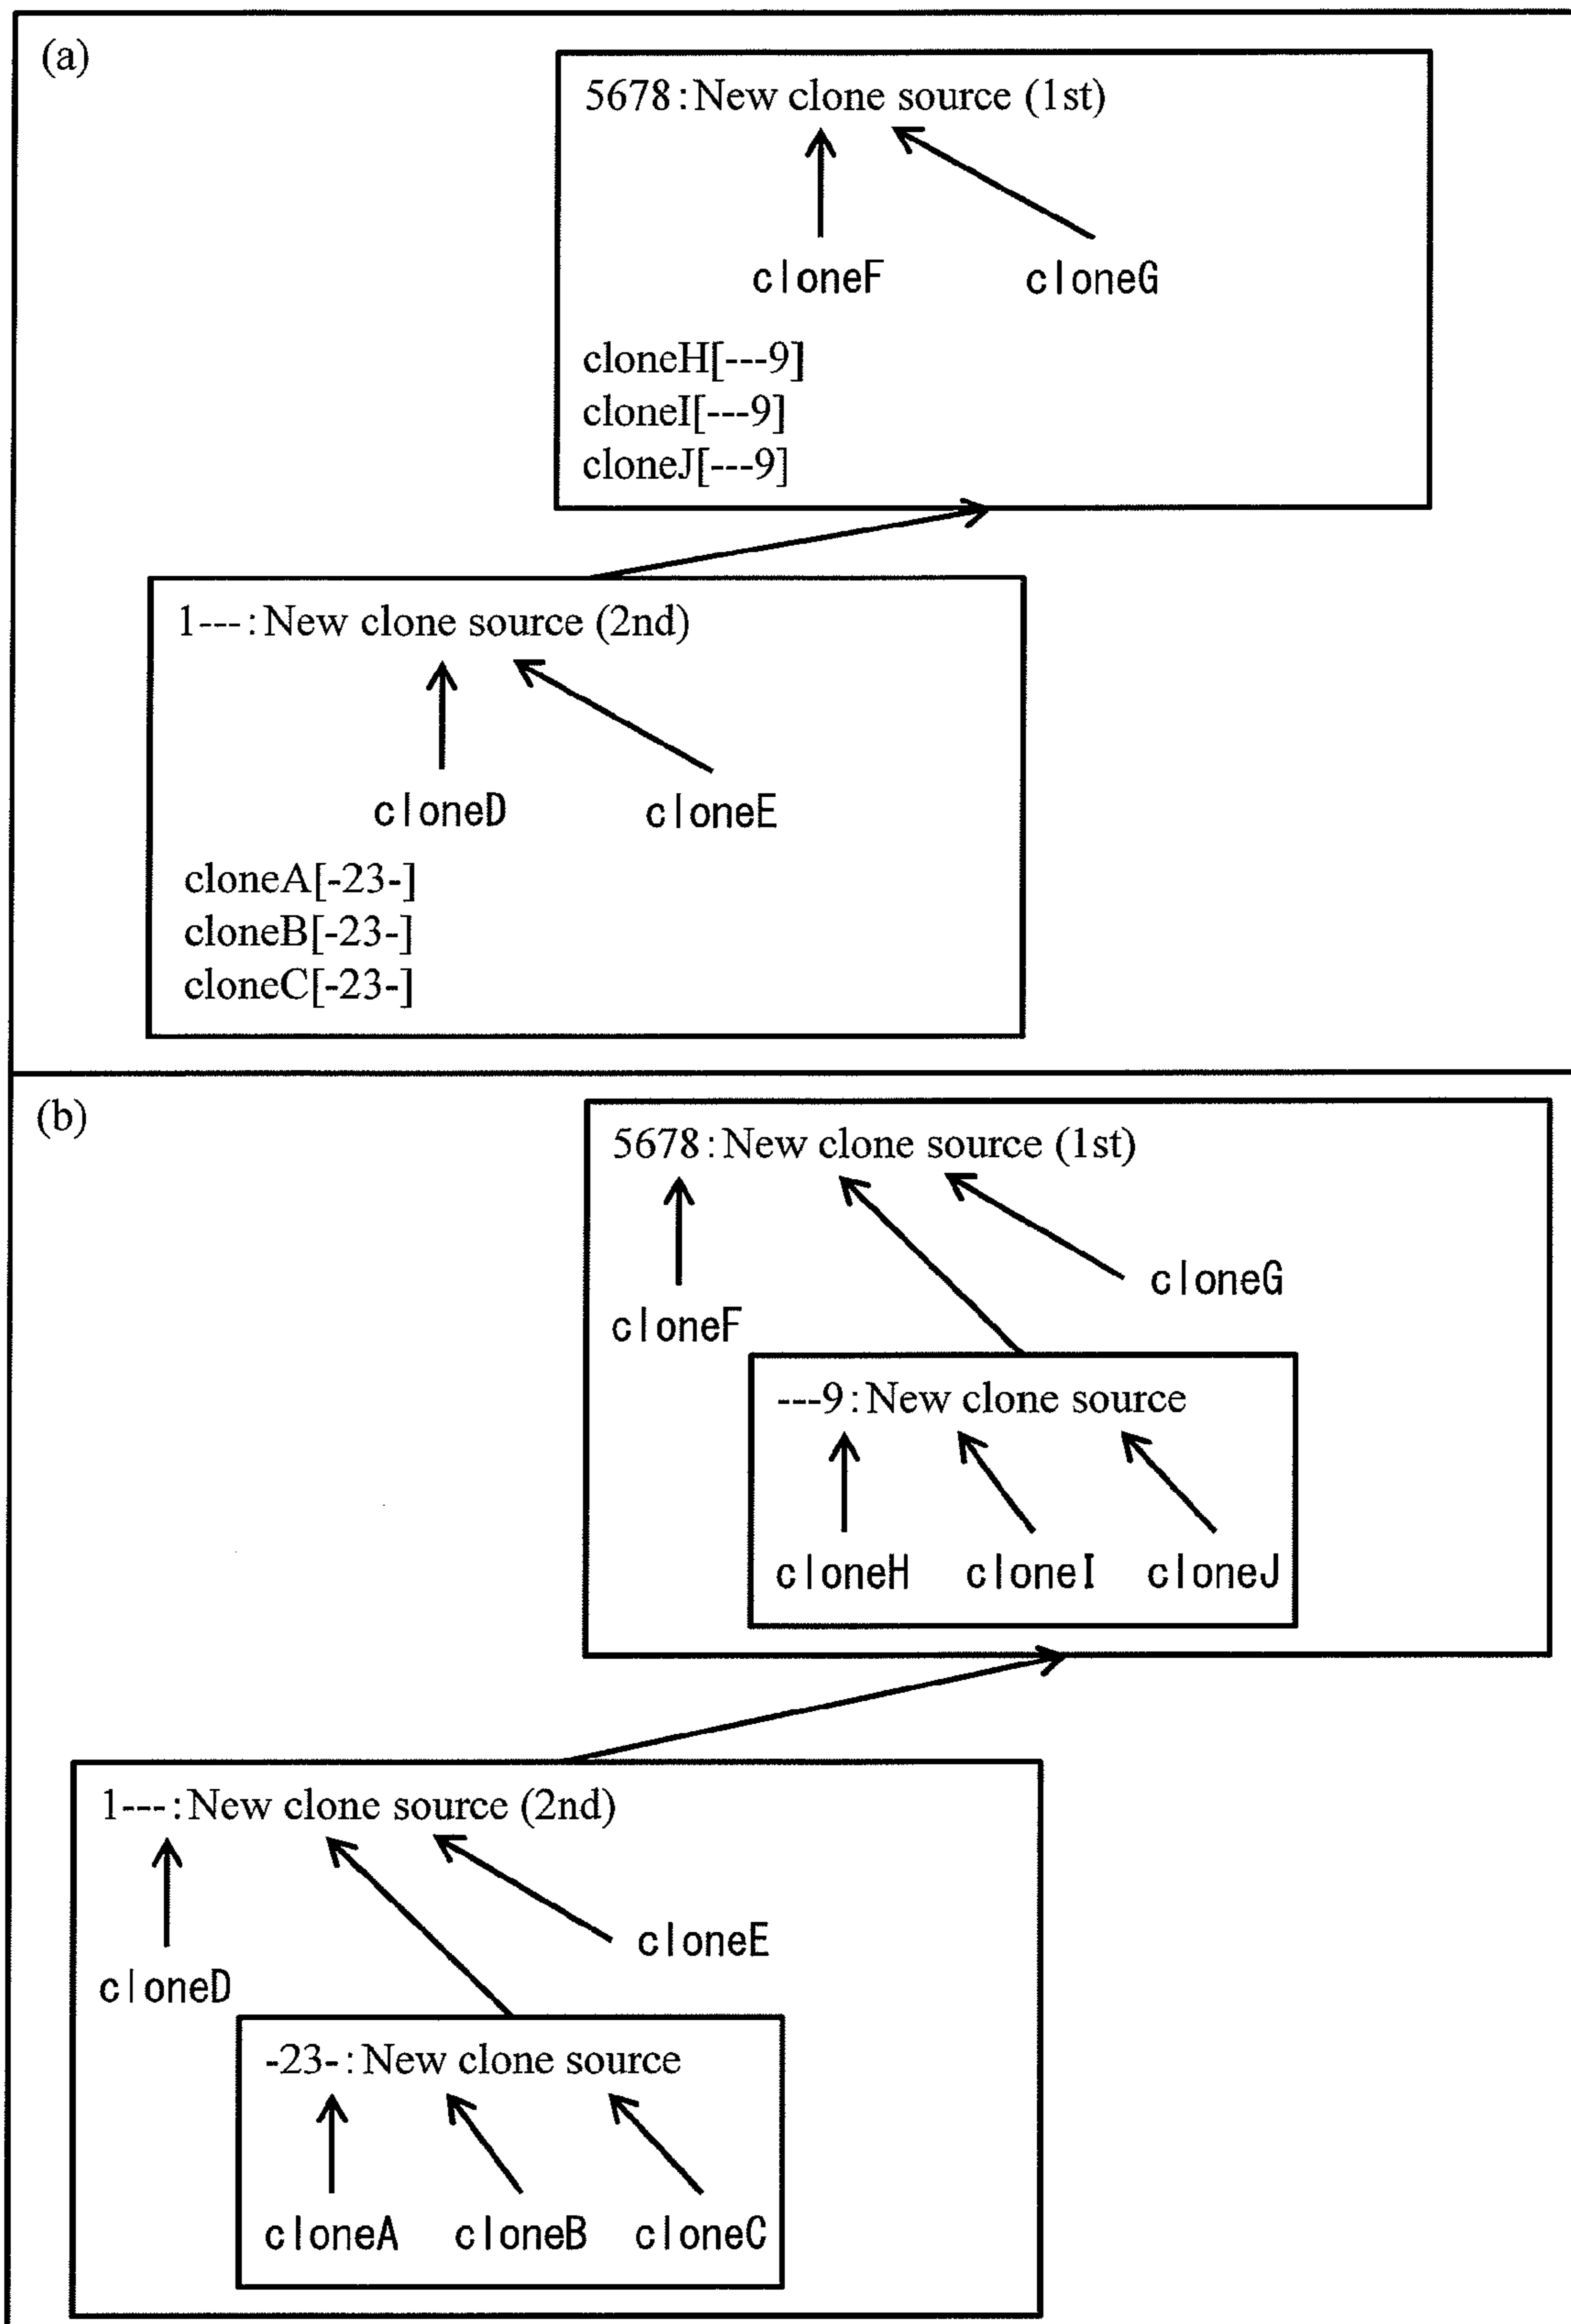 (a)
5678:New clone source (1st)
cloneF cloneG
cloneH[---9]
cloneI[---9]
cloneJ[---9]
1---:New clone source (2nd)
cloneD cloneE
cloneA[-23-]
cloneB[-23-]
cloneC[-23-]
(b)
5678:New clone source (1st)
cloneG
cloneF
---9:New clone source
cloneH cloneI cloneJ
1---:New clone source (2nd)
cloneE
cloneD
-23-:New clone source
cloneA cloneB cloneC